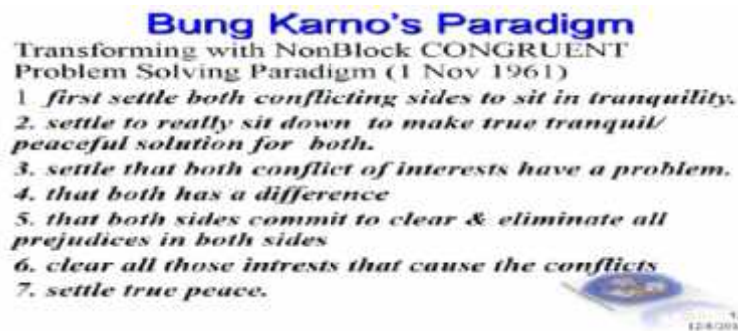 Bung Karno's Paradigm
Transforming with NonBlock CONGRUENT
Problem Solving Paradigm (1 Nov 1961)
1 first settle both conflicting sides to sit in tranquility.
2. settle to really sit down to make true tranquil/
peaceful solution for both.
3. settle that both conflict of interests have a problem.
4. that both has a difference
5. that both sides commit to clear & eliminate all
prejudices in both sides
6. clear all those intrests that cause the conflicts
7. settle true peace.